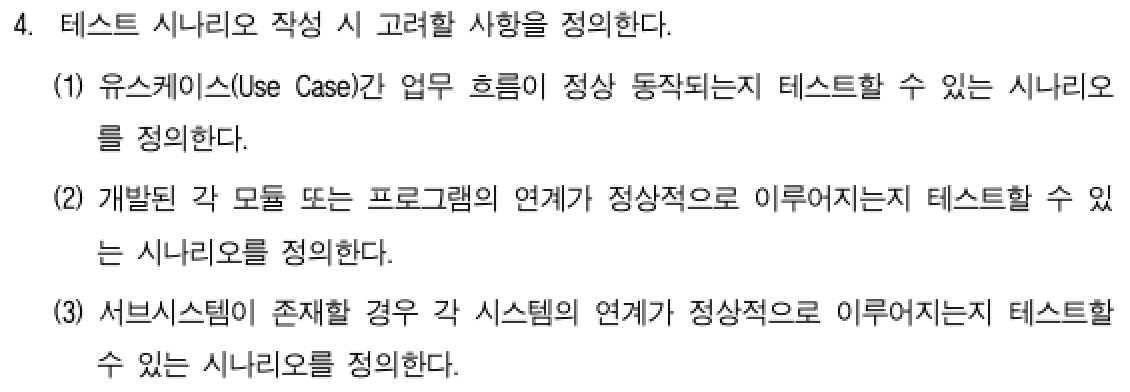 4. 테스트 시나리오 작성 시 고려할 사항을 정의한다.
(1) 유스케이스(Use Case)간 업무 흐름이 정상 동작되는지 테스트할 수 있는 시나리오
를 정의한다.
(2) 개발된 각 모듈 또는 프로그램의 연계가 정상적으로 이루어지는지 테스트할 수 있
는 시나리오를 정의한다.
(3) 서브시스템이 존재할 경우 각 시스템의 연계가 정상적으로 이루어지는지 테스트할
수 있는 시나리오를 정의한다.